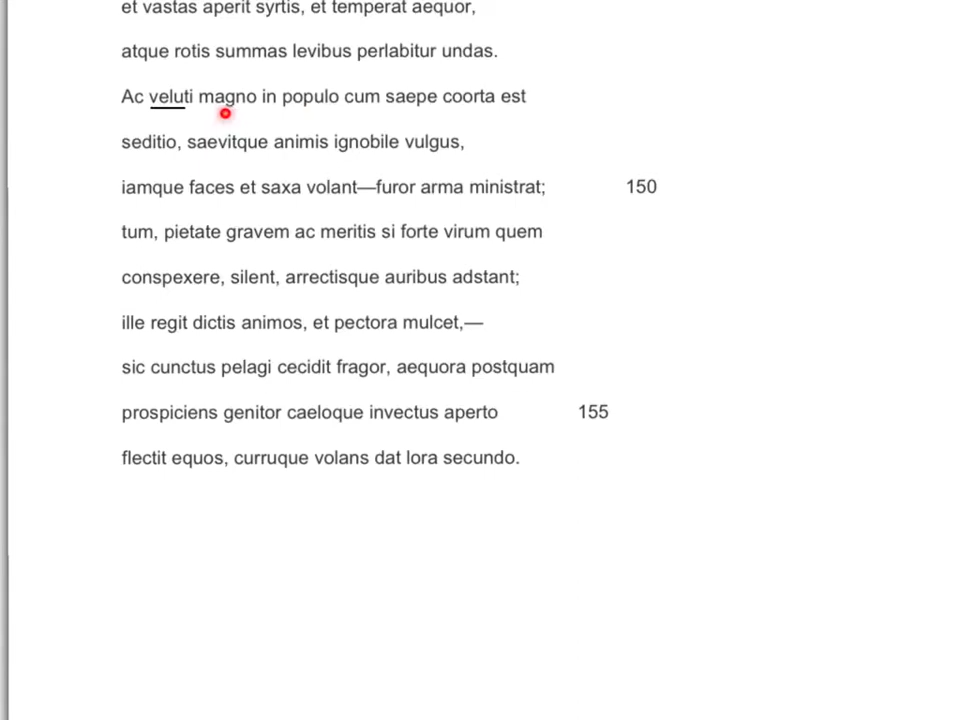 et vastas aperit syrtis, et temperat aequor,
atque rotis summas levibus perlabitur undas.
Ac veluti magno in populo cum saepe coorta est
seditio, saevitque animis ignobile vulgus,
iamque faces et saxa volant—furor arma ministrat; 150
tum, pietate gravem ac meritis si forte virum quem
conspexere, silent, arrectisque auribus adstant;
ille regit dictis animos, et pectora mulcet,—
sic cunctus pelagi cecidit fragor, aequora postquam
prospiciens genitor caeloque invectus aperto 155
flectit equos, curruque volans dat lora secundo.